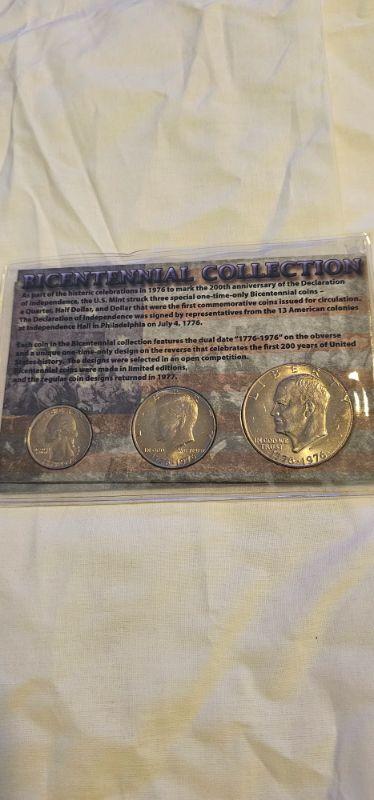 BICENTENNIAL COLLECTION
As part of the historic celebrations in 1976 to mark the 200th anniversary of the Declaration
of Independence, the U.S. Mint struck three special one-time-only Bicentennial coins –
a Quarter, Half Dollar, and Dollar that were the first commemorative coins issued for circulation.
The Declaration of Independence was signed by representatives from the 13 American colonies
at Independence Hall in Philadelphia on July 4, 1776.
Each coin in the Bicentennial collection features the dual date "1776-1976" on the obverse
and a unique one-time-only design on the reverse that celebrates the first 200 years of United
States history. The designs were selected in an open competition.
Bicentennial coins were made in limited editions,
and the regular coin designs returned in 1977.
IN GOD WE TRUST
LIBERTY
IN GOD WE
TRUST
1776-1976